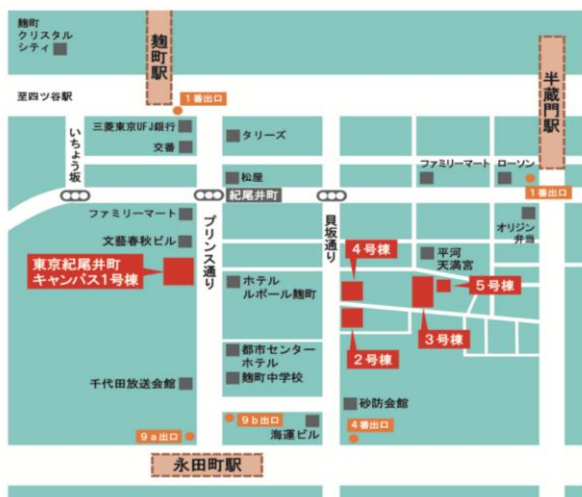 麹町
クリスタル
シティ
麹町駅
半蔵門駅
至四ツ谷駅
1番出口
いちょう坂
三菱東京UFJ銀行
交番
タリーズ
松屋
紀尾井町
ファミリーマート
ローソン
1番出口
ファミリーマート
プリンス通り
貝坂通り
オリジン
弁当
文藝春秋ビル
東京紀尾井町
キャンパス1号棟
4号棟
平河
天満宮
ホテル
ルポール麹町
5号棟
3号棟
2号棟
都市センター
ホテル
麹町中学校
千代田放送会館
砂防会館
9a出口
9b出口
海運ビル
4番出口
永田町駅